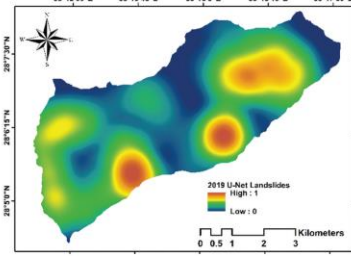 N
W E
S
28°7'30"N
28°6'15"N
28°5'0"N
2019 U-Net Landslides
High : 1
Low : 0
Kilometers
0 0.5 1 2 3